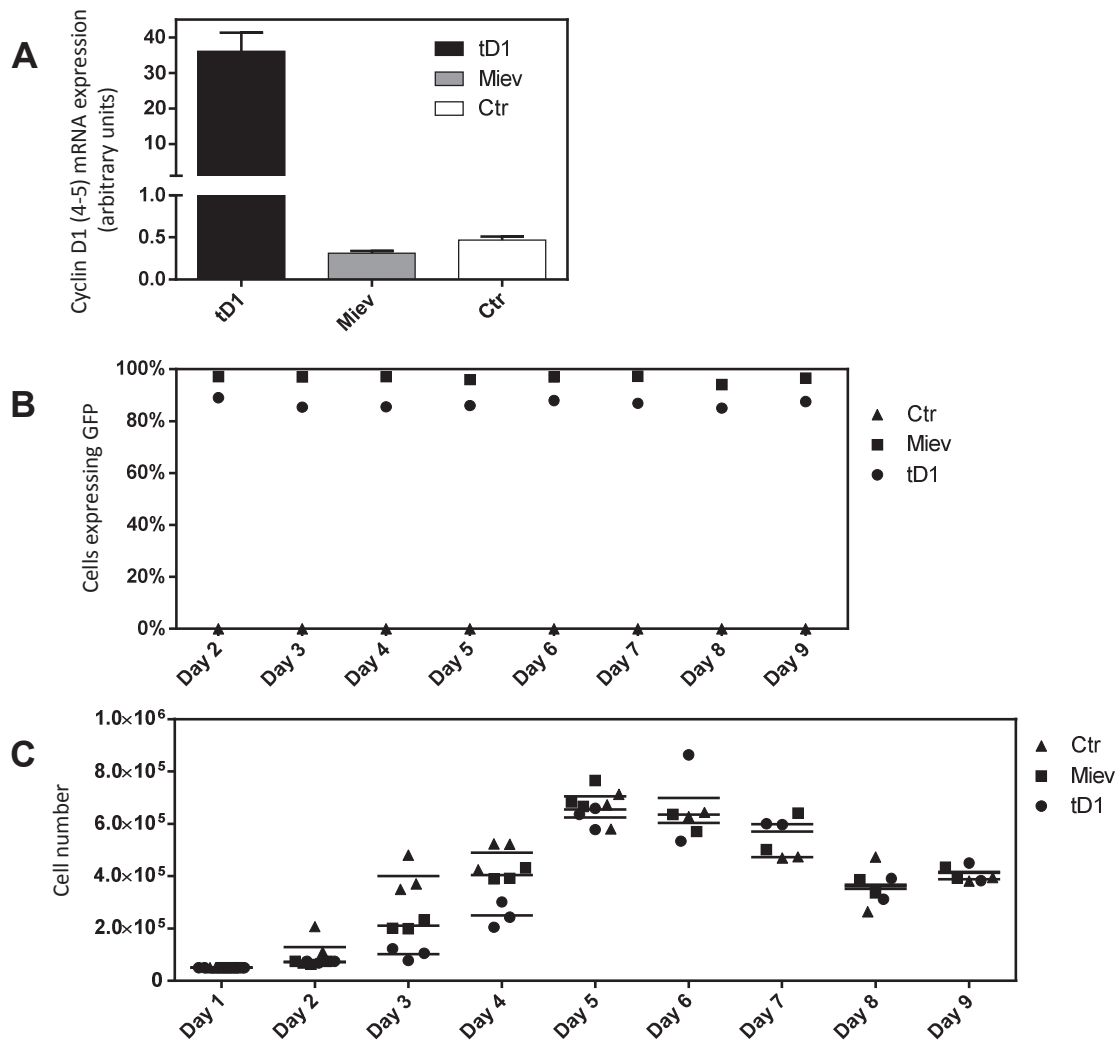 A
Cyclin D1 (4-5) mRNA expression
(arbitrary units)
40
30
20
10
1.0
0.5
0.0
tD1
Miev
Ctr
tD1
Miev
Ctr
B
Cells expressing GFP
100%
80%
60%
40%
20%
0%
Day 2
Day 3
Day 4
Day 5
Day 6
Day 7
Day 8
Day 9
Ctr
Miev
tD1
C
Cell number
1.0×10⁶
8.0×10⁵
6.0×10⁵
4.0×10⁵
2.0×10⁵
0
Day 1
Day 2
Day 3
Day 4
Day 5
Day 6
Day 7
Day 8
Day 9
Ctr
Miev
tD1